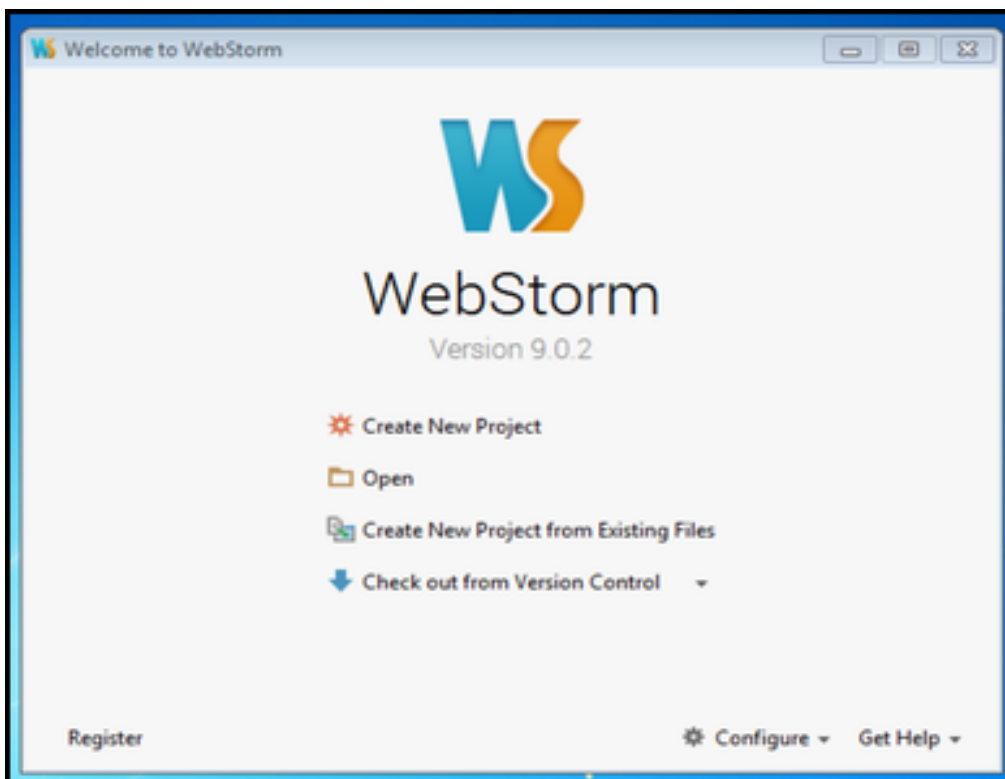 WS Welcome to WebStorm
WS
WebStorm
Version 9.0.2
Create New Project
Open
Create New Project from Existing Files
Check out from Version Control
Register Configure Get Help